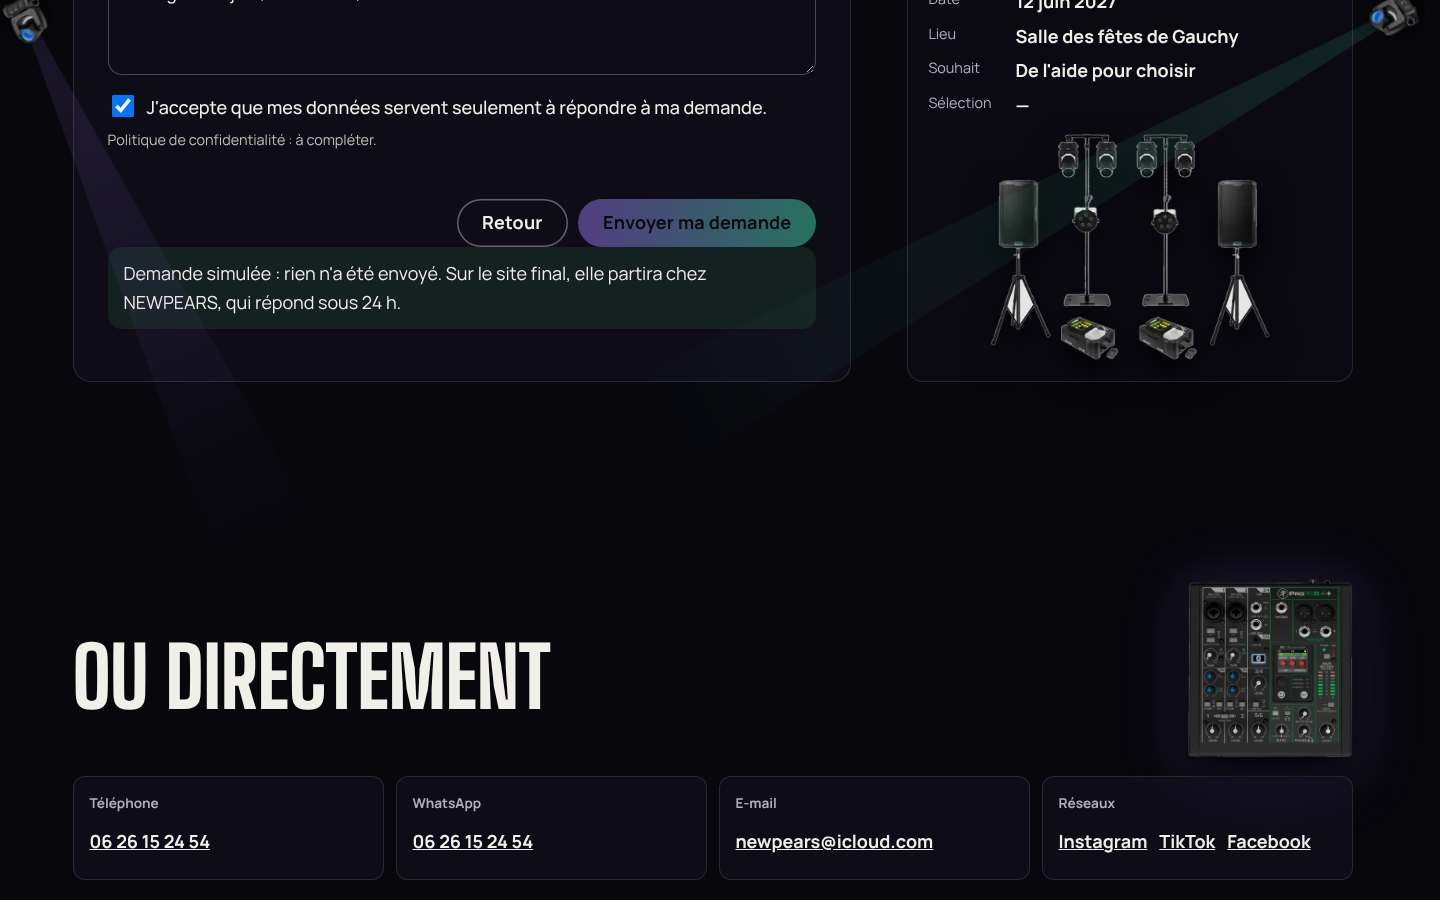 Date
12 juin 2027
Lieu
Salle des fêtes de Gauchy
Souhait
De l'aide pour choisir
Sélection
—
J'accepte que mes données servent seulement à répondre à ma demande.
Politique de confidentialité : à compléter.
Retour
Envoyer ma demande
Demande simulée : rien n'a été envoyé. Sur le site final, elle partira chez
NEWPEARS, qui répond sous 24 h.
OU DIRECTEMENT
Téléphone
06 26 15 24 54
WhatsApp
06 26 15 24 54
E-mail
newpears@icloud.com
Réseaux
Instagram TikTok Facebook